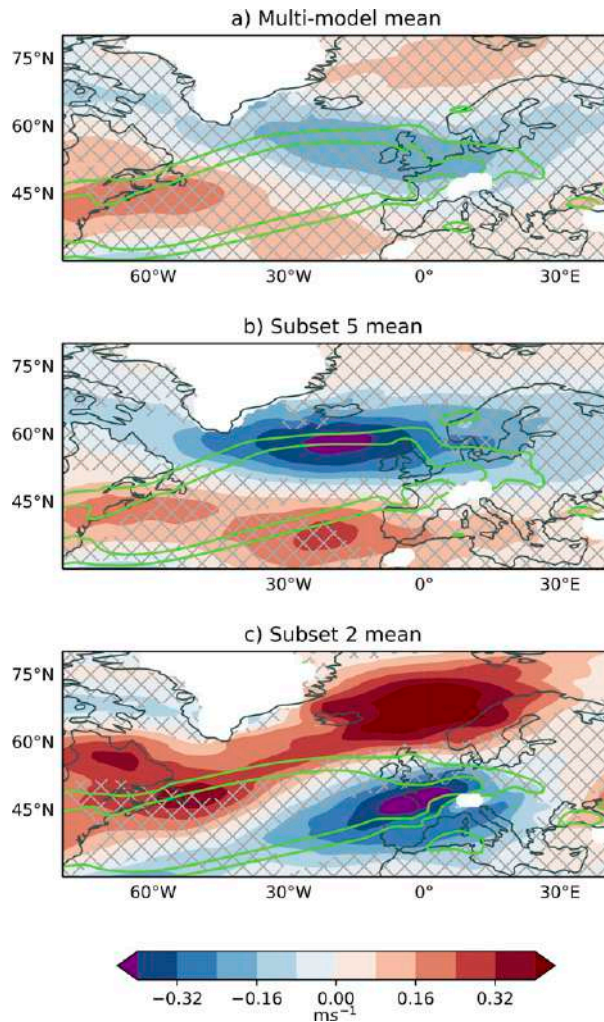 a) Multi-model mean
75°N
60°N
45°N
60°W 30°W 0° 30°E
b) Subset 5 mean
75°N
60°N
45°N
30°W 0° 30°E
c) Subset 2 mean
75°N
60°N
45°N
60°W 30°W 0° 30°E
−0.32 −0.16 0.00 0.16 0.32
ms⁻¹